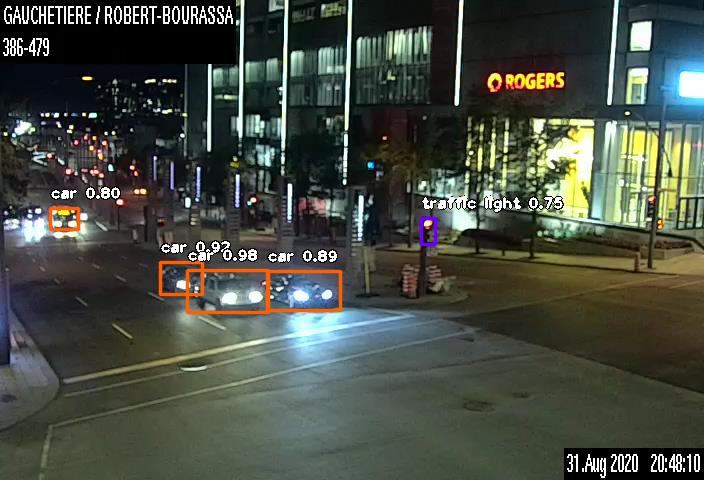 GAUCHETIERE / ROBERT-BOURASSA
386-479
ROGERS
car 0.80
traffic light 0.75
car 0.92
car 0.98
car 0.89
31.Aug 2020 20:48:10